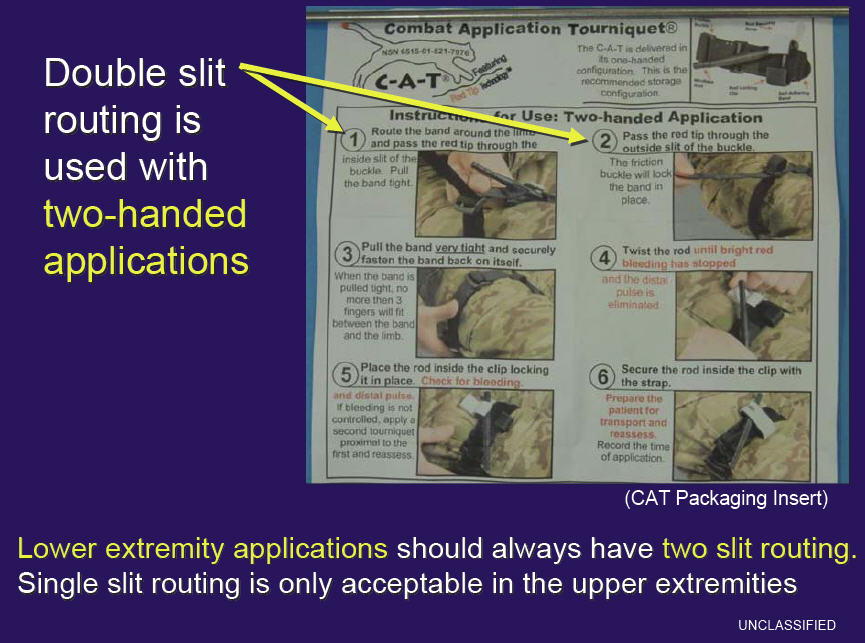 Double slit
routing is
used with
two-handed
applications
Combat Application Tourniquet®
NSN 6515-01-521-7976
C-A-T®
Featuring
Red Tip Technology™
The C-A-T is delivered in
its one-handed
configuration. This is the
recommended storage
configuration.
Instructions for Use: Two-handed Application
1 Route the band around the limb
and pass the red tip through the
inside slit of the
buckle. Pull
the band tight.
2 Pass the red tip through the
outside slit of the buckle.
The friction
buckle will lock
the band in
place.
3 Pull the band very tight and securely
fasten the band back on itself.
When the band is
pulled tight, no
more then 3
fingers will fit
between the band
and the limb.
4 Twist the rod until bright red
bleeding has stopped
and the distal
pulse is
eliminated.
5 Place the rod inside the clip locking
it in place. Check for bleeding.
and distal pulse.
If bleeding is not
controlled, apply a
second tourniquet
proximal to the
first and reassess.
6 Secure the rod inside the clip with
the strap.
Prepare the
patient for
transport and
reassess.
Record the time
of application.
(CAT Packaging Insert)
Lower extremity applications should always have two slit routing.
Single slit routing is only acceptable in the upper extremities
UNCLASSIFIED